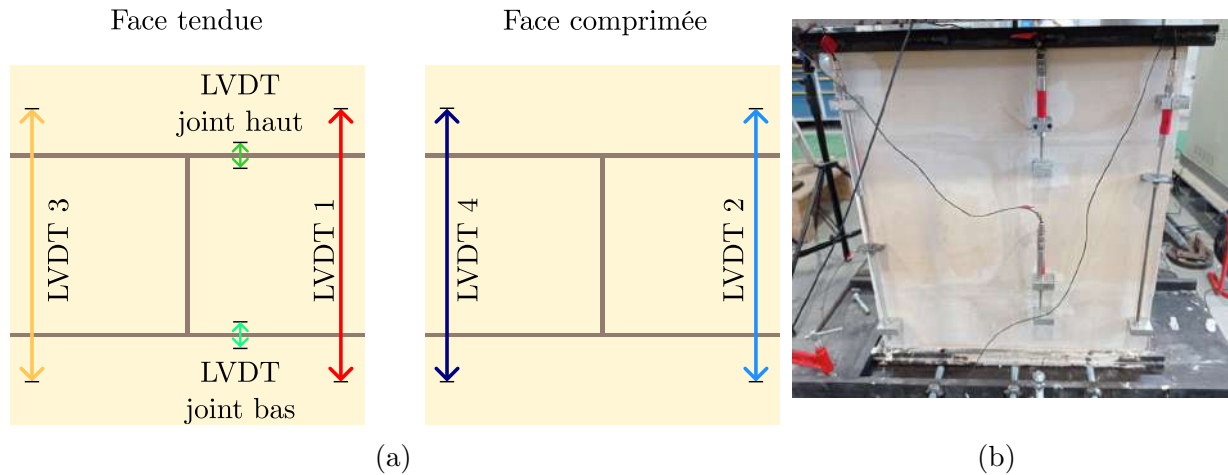 Face tendue
Face comprimée
LVDT
joint haut
LVDT 3
LVDT 1
LVDT
joint bas
LVDT 4
LVDT 2
(a)
(b)